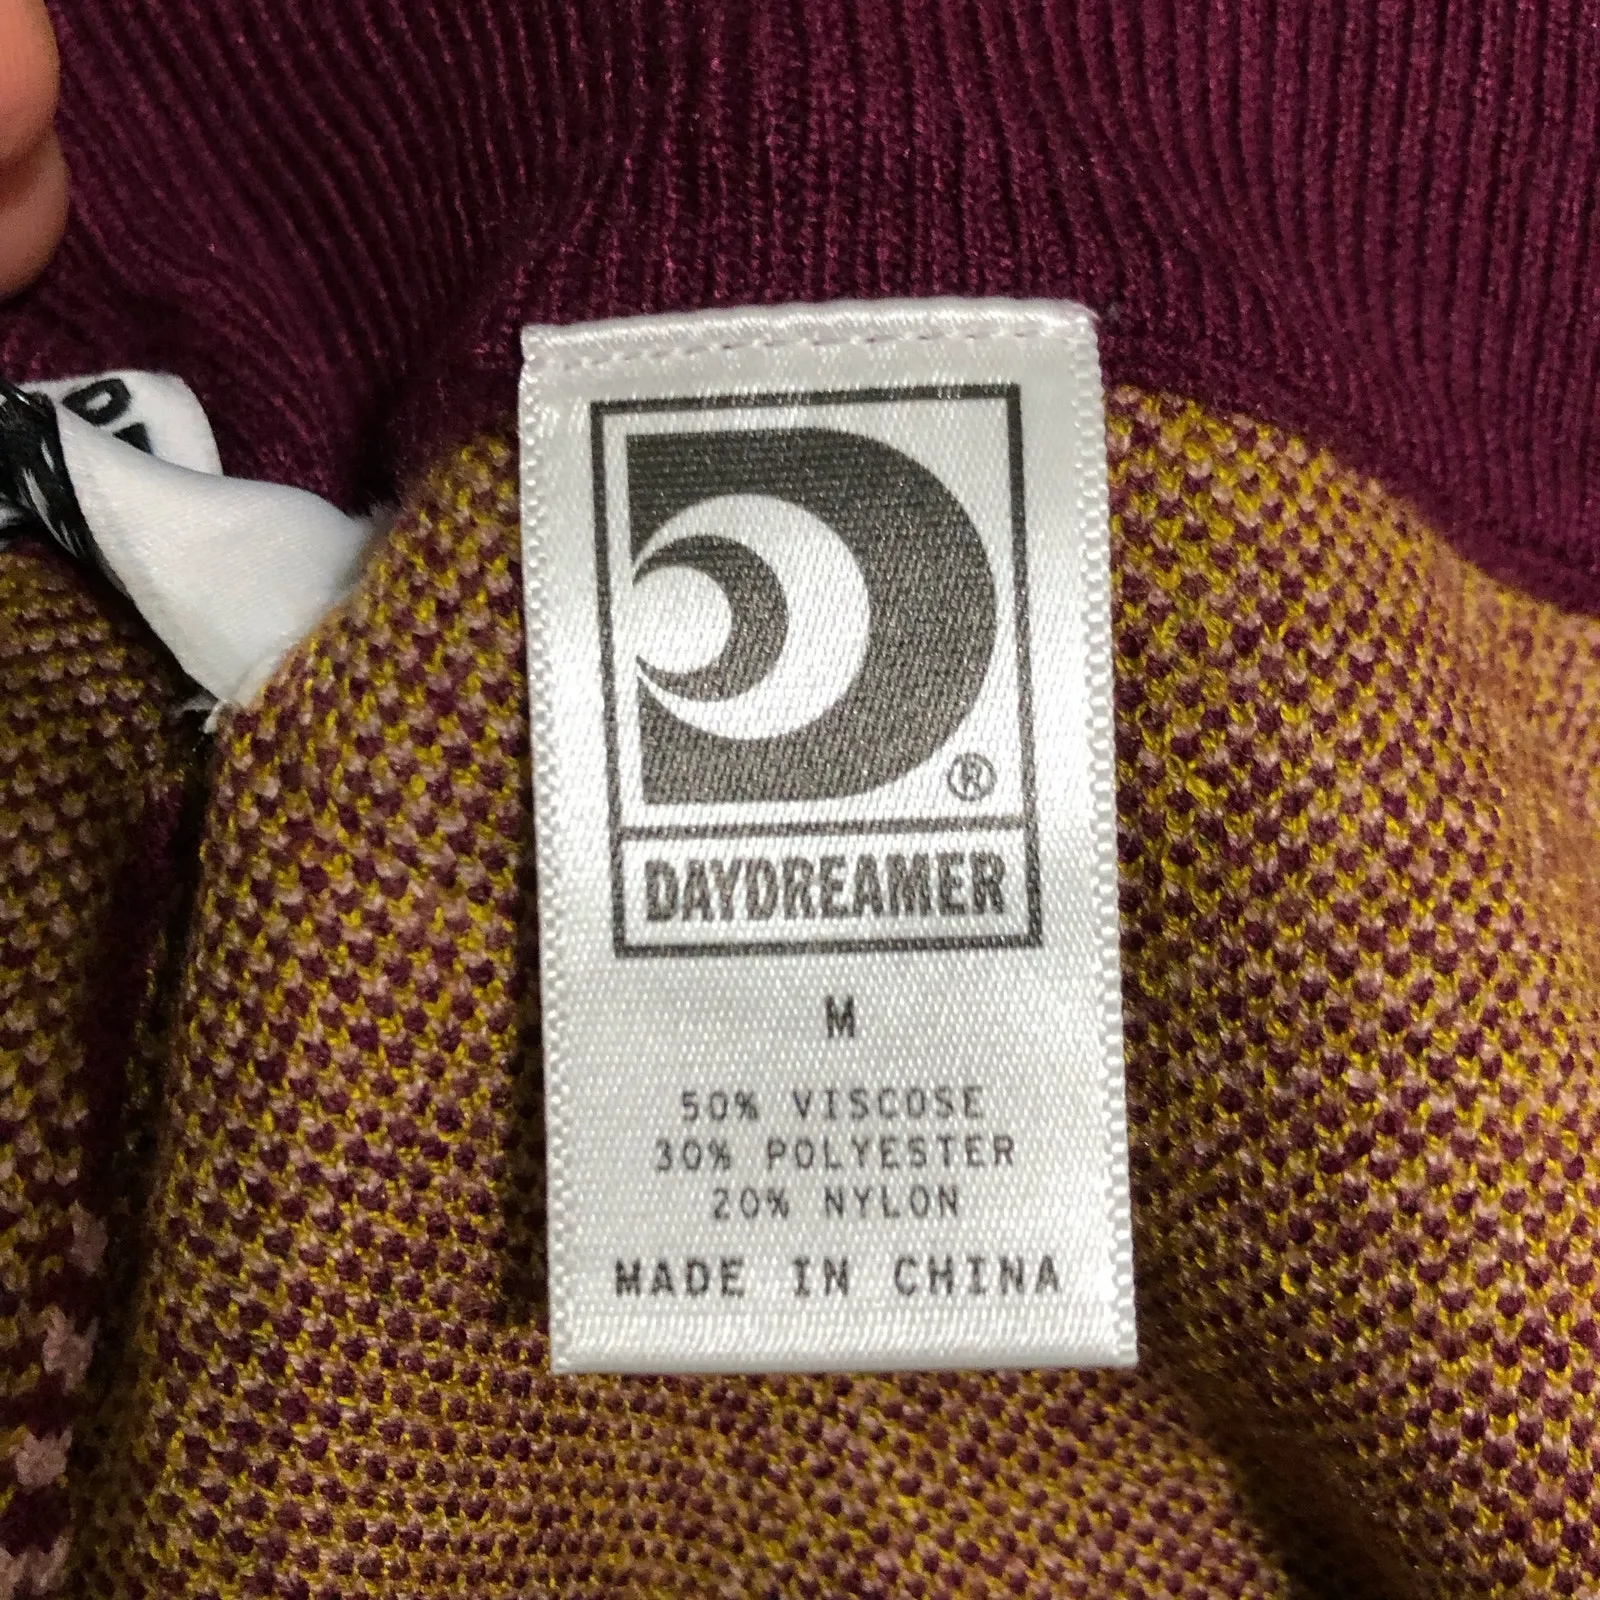 ®
DAYDREAMER
M
50% VISCOSE
30% POLYESTER
20% NYLON
MADE IN CHINA